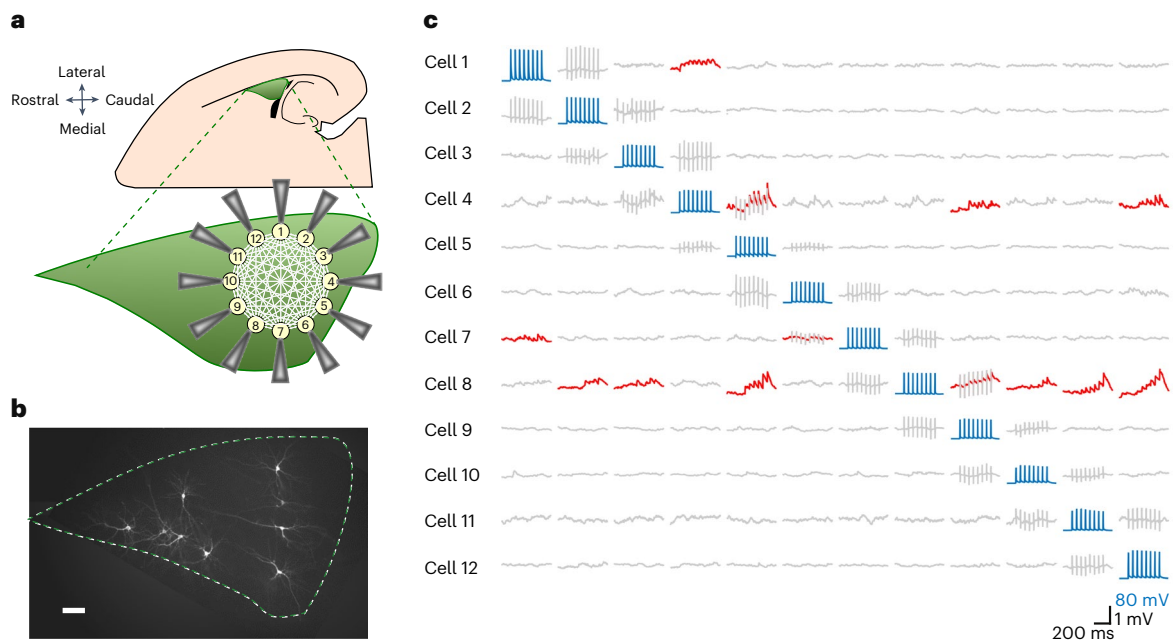 a
Lateral
Rostral Caudal
Medial
1
2
3
4
5
6
7
8
9
10
11
12
b
c
Cell 1
Cell 2
Cell 3
Cell 4
Cell 5
Cell 6
Cell 7
Cell 8
Cell 9
Cell 10
Cell 11
Cell 12
80 mV
1 mV
200 ms